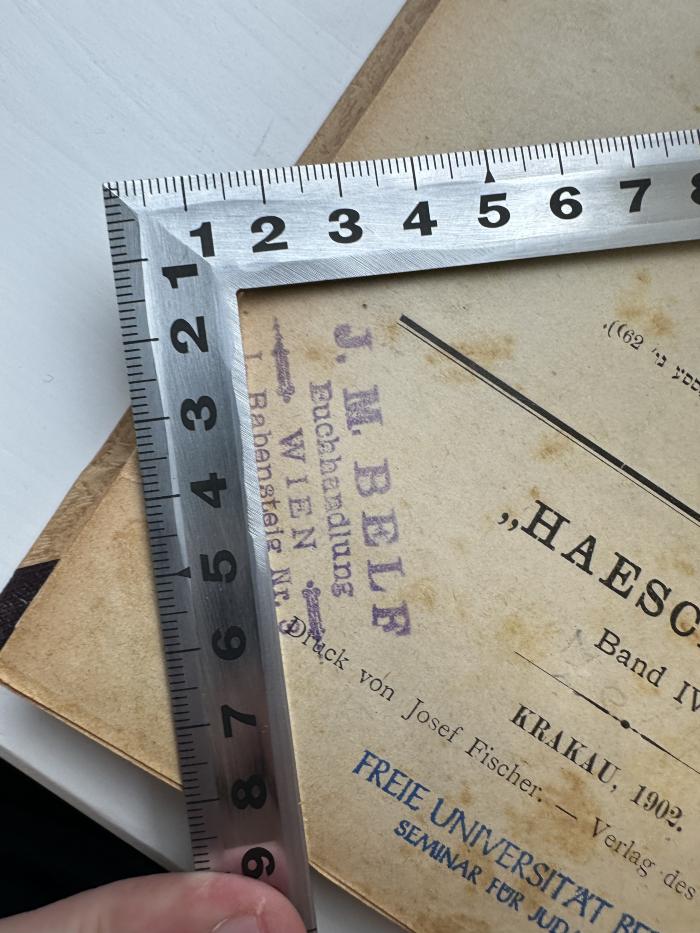 1 2 3 4 5 6 7 8
1 2 3 4 5 6 7 8 9
J. M. BELF
Buchhandlung
WIEN
I. Rabensteig Nr. 3
„HAESC
Band IV
KRAKAU, 1902.
Druck von Josef Fischer. — Verlag des
FREIE UNIVERSITÄT BE
SEMINAR FÜR JUDA